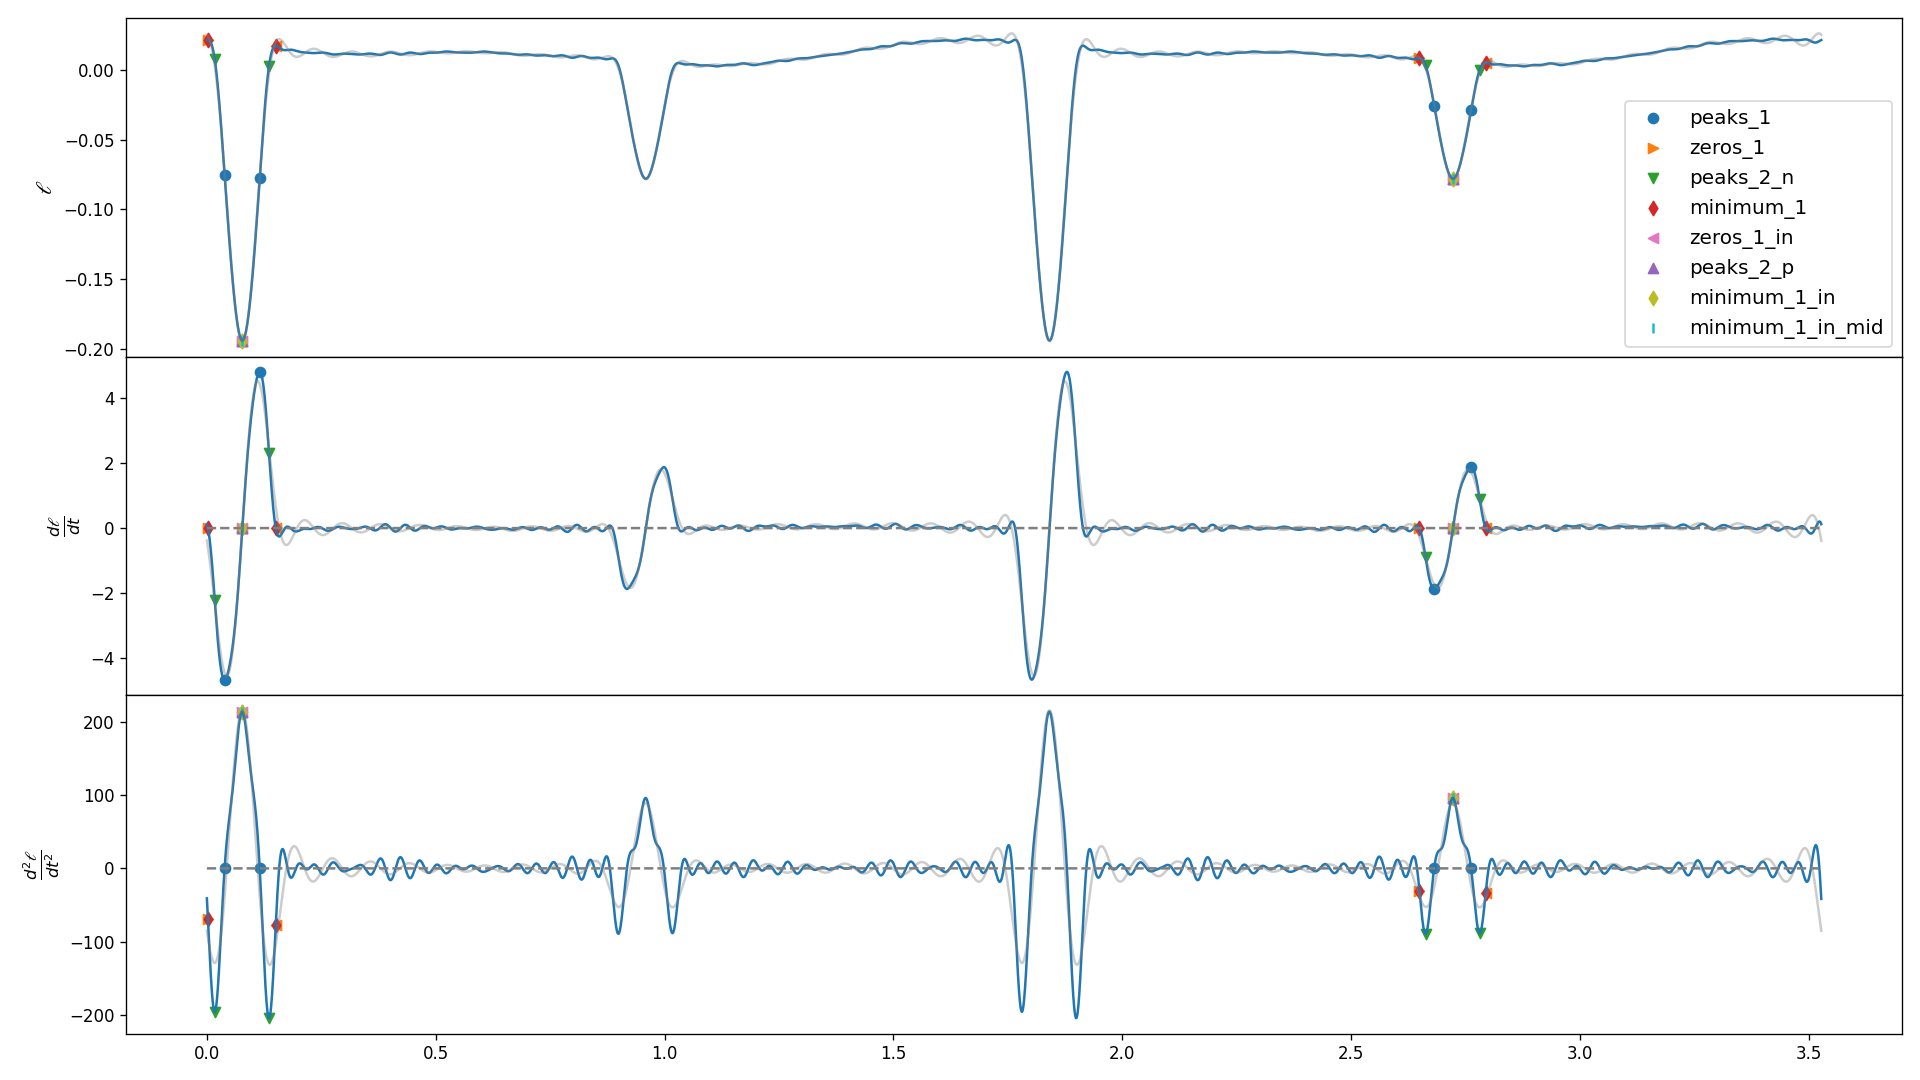 0.00
−0.05
−0.10
−0.15
−0.20
ℓ
peaks_1
zeros_1
peaks_2_n
minimum_1
zeros_1_in
peaks_2_p
minimum_1_in
minimum_1_in_mid
4
2
0
−2
−4
dℓ
dt
200
100
0
−100
−200
d²ℓ
dt²
0.0 0.5 1.0 1.5 2.0 2.5 3.0 3.5